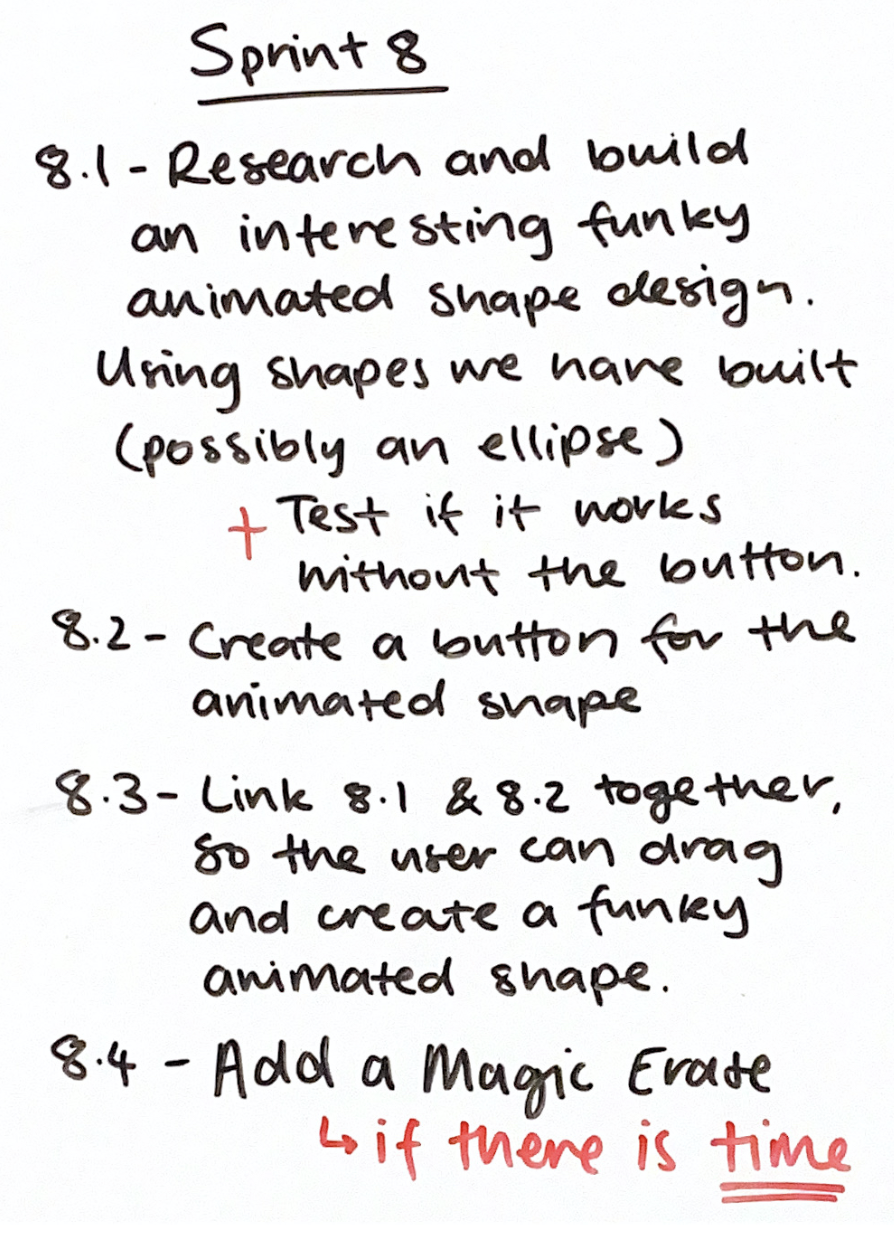 Sprint 8
8.1 - Research and build
an interesting funky
animated shape design.
Using shapes we have built
(possibly an ellipse)
+ Test if it works
without the button.
8.2 - Create a button for the
animated shape
8.3 - Link 8.1 & 8.2 together,
so the user can drag
and create a funky
animated shape.
8.4 - Add a Magic Erase
↳ if there is time